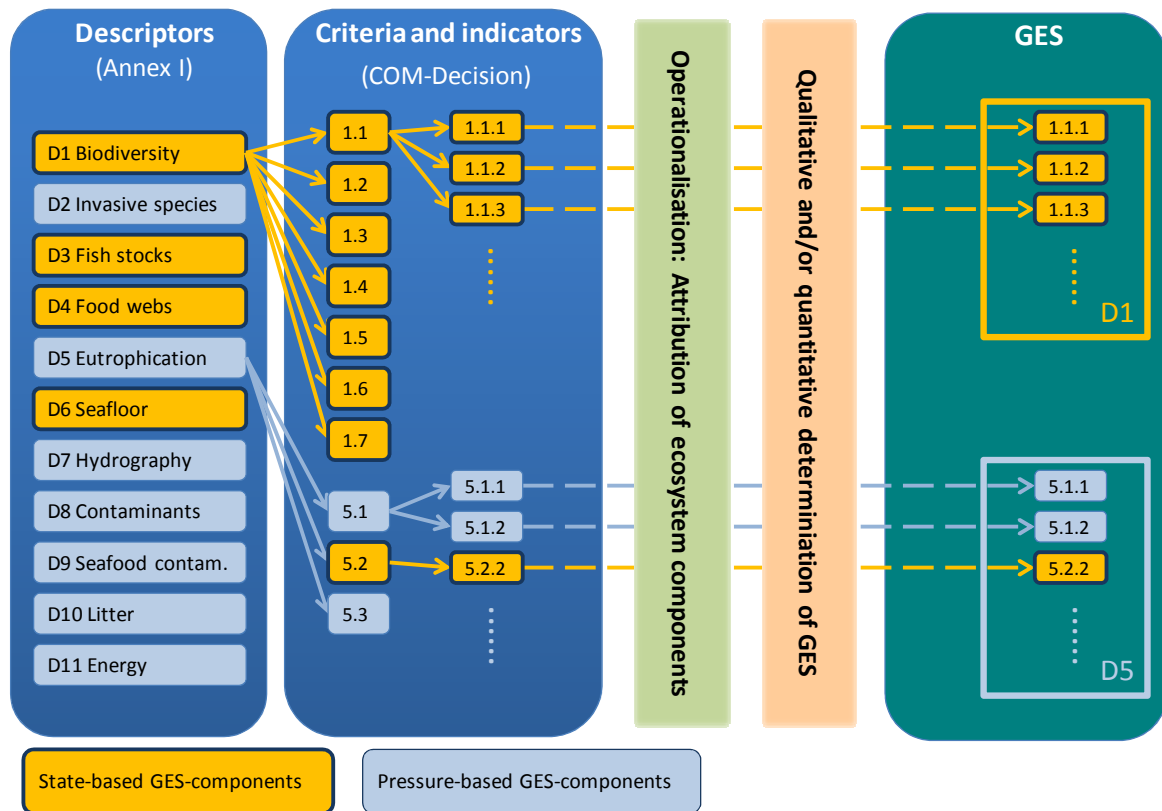 Descriptors
(Annex I)
D1 Biodiversity
D2 Invasive species
D3 Fish stocks
D4 Food webs
D5 Eutrophication
D6 Seafloor
D7 Hydrography
D8 Contaminants
D9 Seafood contam.
D10 Litter
D11 Energy
Criteria and indicators
(COM-Decision)
1.1
1.2
1.3
1.4
1.5
1.6
1.7
5.1
5.2
5.3
1.1.1
1.1.2
1.1.3
5.1.1
5.1.2
5.2.2
Operationalisation: Attribution of ecosystem components
Qualitative and/or quantitative determiniation of GES
GES
1.1.1
1.1.2
1.1.3
D1
5.1.1
5.1.2
5.2.2
D5
State-based GES-components
Pressure-based GES-components